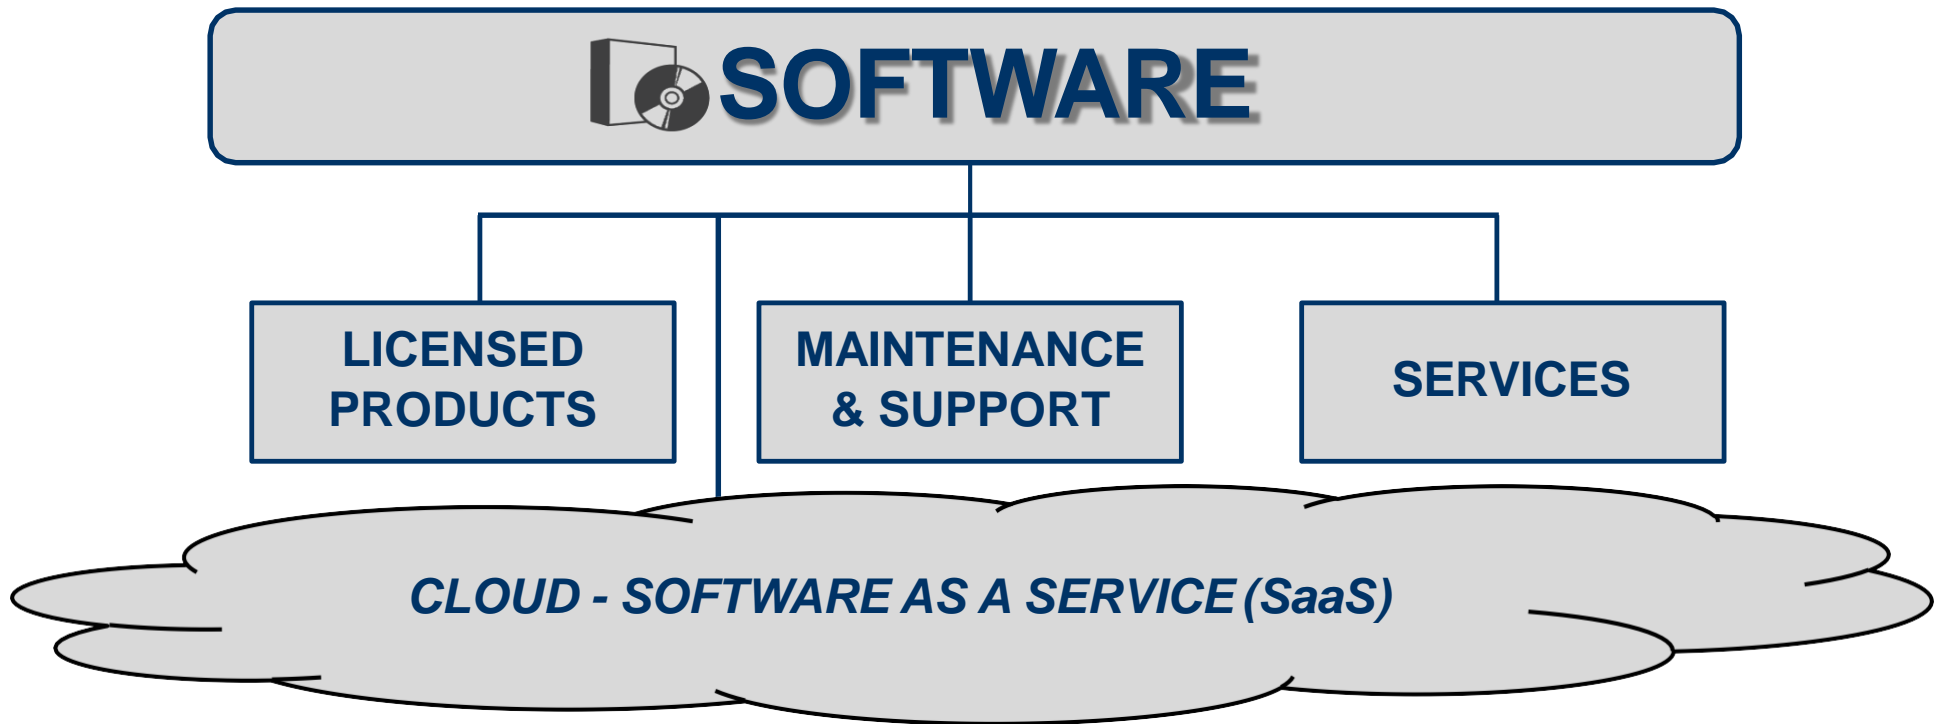 SOFTWARE
LICENSED
PRODUCTS
MAINTENANCE
& SUPPORT
SERVICES
CLOUD - SOFTWARE AS A SERVICE (SaaS)